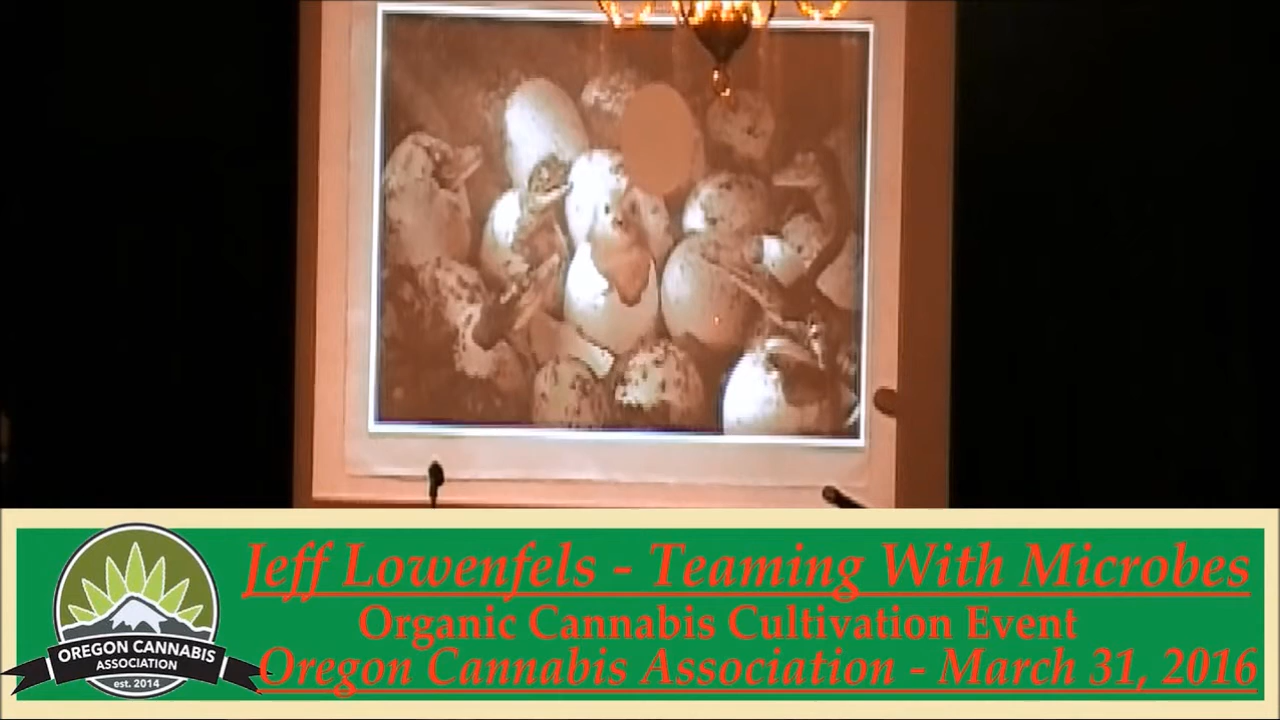 Jeff Lowenfels - Teaming With Microbes
Organic Cannabis Cultivation Event
Oregon Cannabis Association - March 31, 2016
OREGON CANNABIS
ASSOCIATION
est. 2014